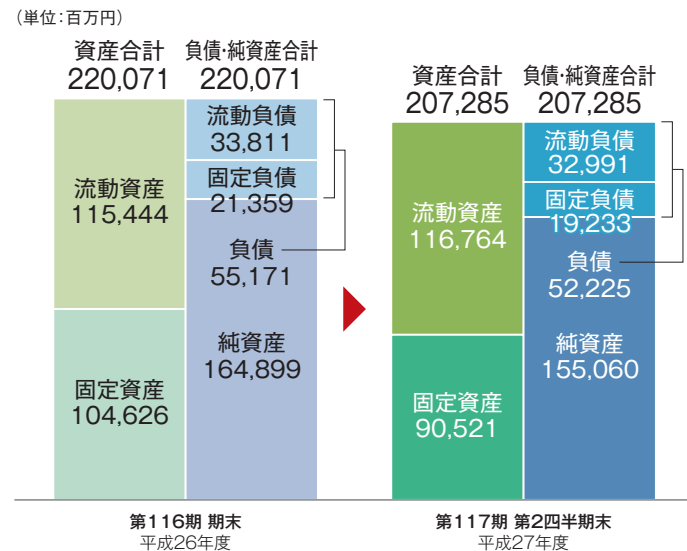 （単位：百万円）
資産合計
220,071
負債・純資産合計
220,071
流動資産
115,444
固定資産
104,626
流動負債
33,811
固定負債
21,359
負債
55,171
純資産
164,899
第116期 期末
平成26年度
資産合計
207,285
負債・純資産合計
207,285
流動資産
116,764
固定資産
90,521
流動負債
32,991
固定負債
19,233
負債
52,225
純資産
155,060
第117期 第2四半期末
平成27年度